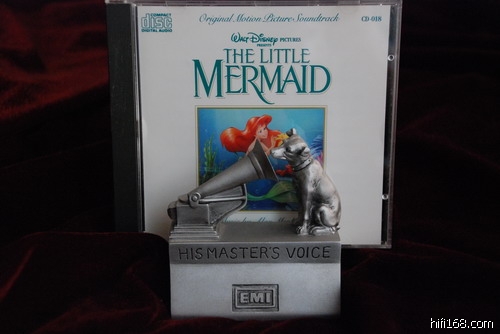 COMPACT
disc
DIGITAL AUDIO
Original Motion Picture Soundtrack
CD 018
WALT DISNEY PICTURES
PRESENTS
THE LITTLE
MERMAID
HIS MASTER'S VOICE
EMI
hifi168.com